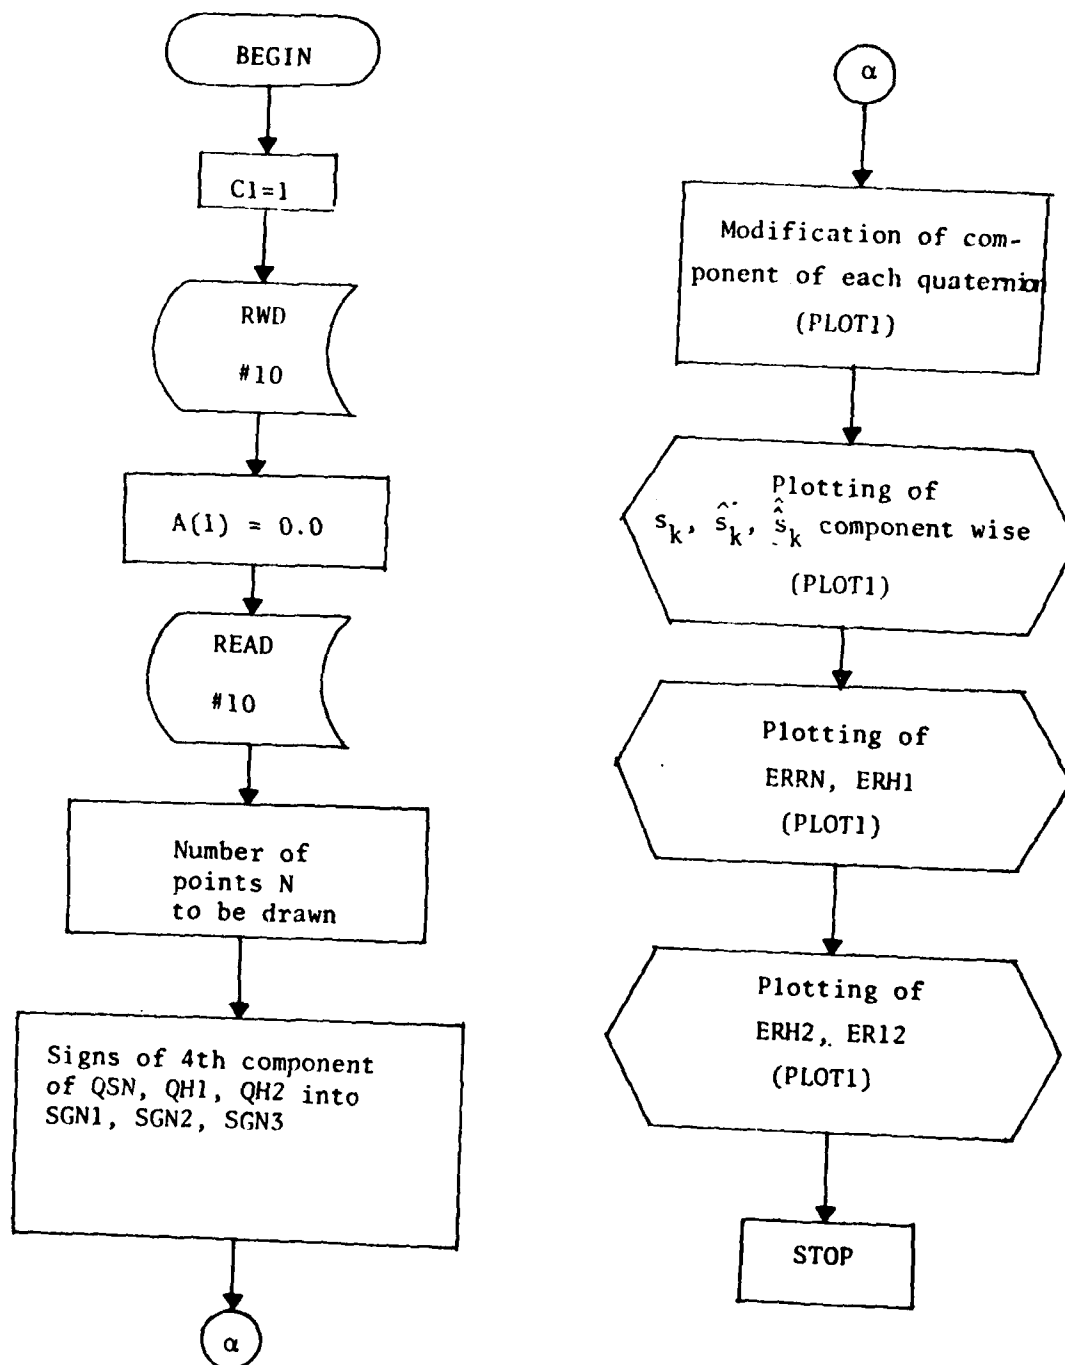 BEGIN
C1=1
RWD
#10
A(1) = 0.0
READ
#10
Number of
points N
to be drawn
Signs of 4th component
of QSN, QH1, QH2 into
SGN1, SGN2, SGN3
α
α
Modification of com-
ponent of each quaternion
(PLOT1)
Plotting of
s_k, ŝ_k, ŝ̂_k component wise
(PLOT1)
Plotting of
ERRN, ERH1
(PLOT1)
Plotting of
ERH2, ER12
(PLOT1)
STOP